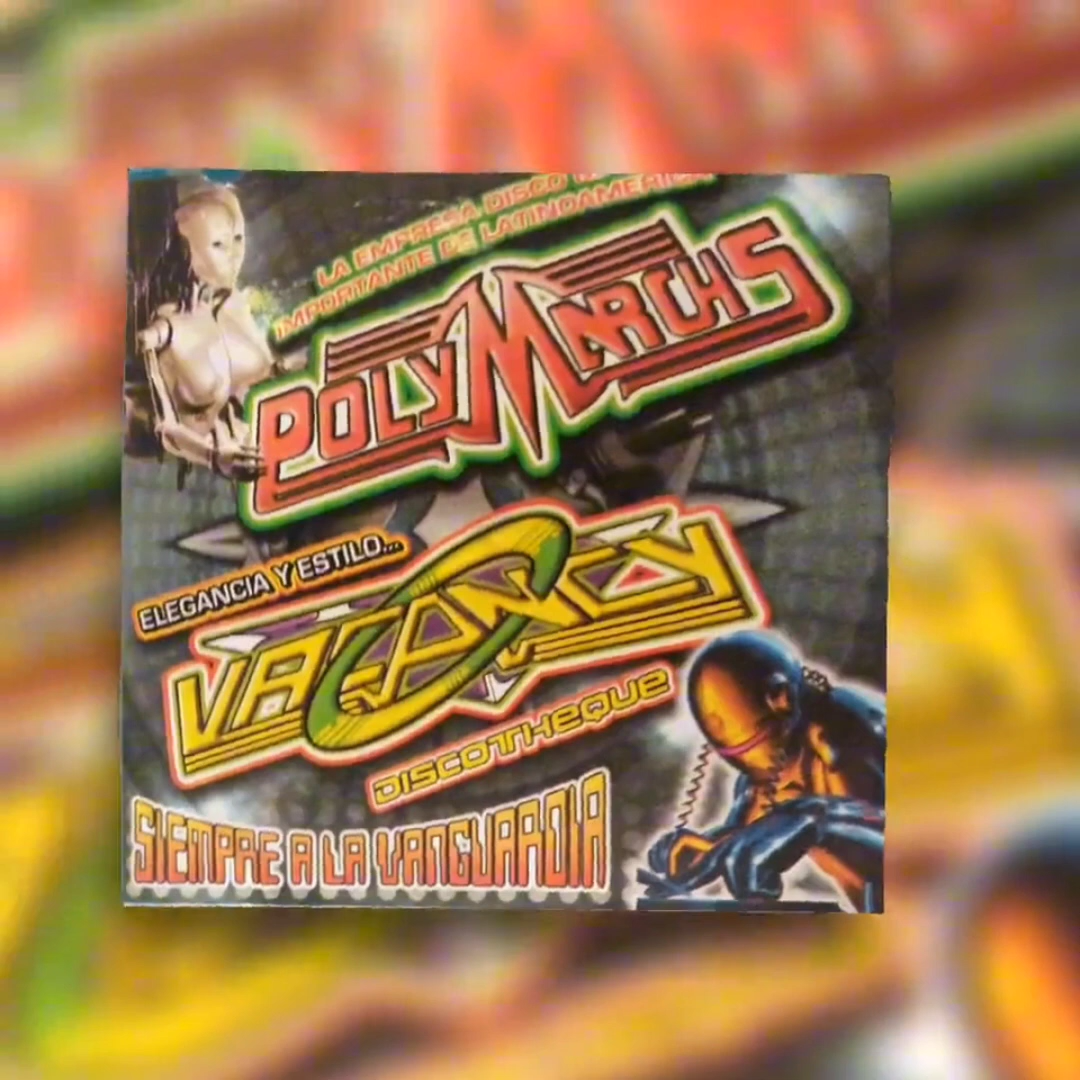 LA EMPRESA DISCO
IMPORTANTE DE LATINOAMERICA
POLYMARCHS
ELEGANCIA Y ESTILO...
VACANCY
DISCOTHEQUE
SIEMPRE A LA VANGUARDIA